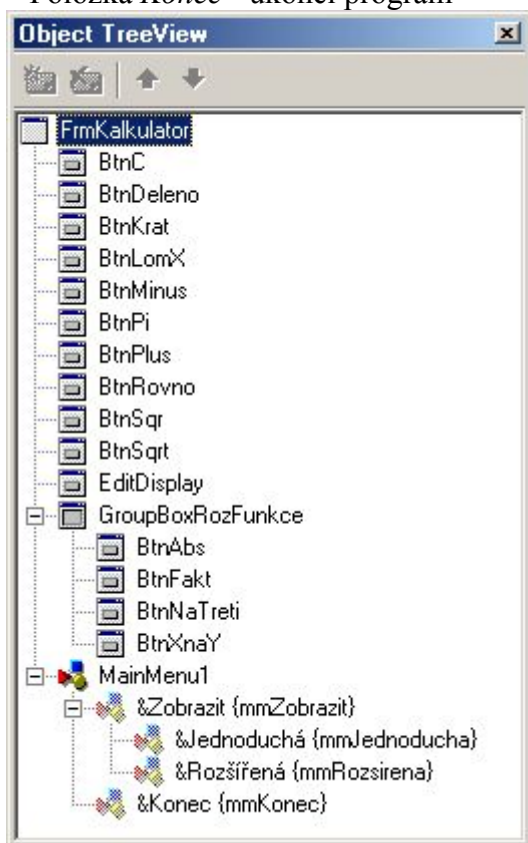 Položka Konec – ukončí program
Object TreeView
FrmKalkulator
BtnC
BtnDeleno
BtnKrat
BtnLomX
BtnMinus
BtnPi
BtnPlus
BtnRovno
BtnSqr
BtnSqrt
EditDisplay
GroupBoxRozFunkce
BtnAbs
BtnFakt
BtnNaTreti
BtnXnaY
MainMenu1
&Zobrazit {mmZobrazit}
&Jednoduchá {mmJednoducha}
&Rozšířená {mmRozsirena}
&Konec {mmKonec}